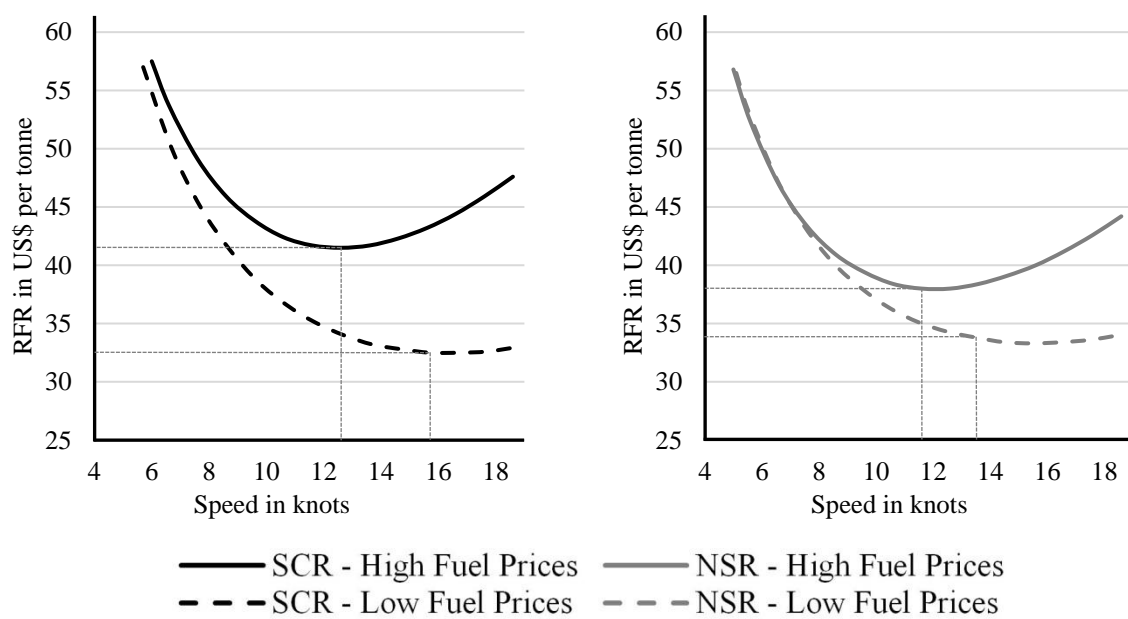 RFR in US$ per tonne
60
55
50
45
40
35
30
25
4 6 8 10 12 14 16 18
Speed in knots
RFR in US$ per tonne
60
55
50
45
40
35
30
25
4 6 8 10 12 14 16 18
Speed in knots
SCR - High Fuel Prices
NSR - High Fuel Prices
SCR - Low Fuel Prices
NSR - Low Fuel Prices